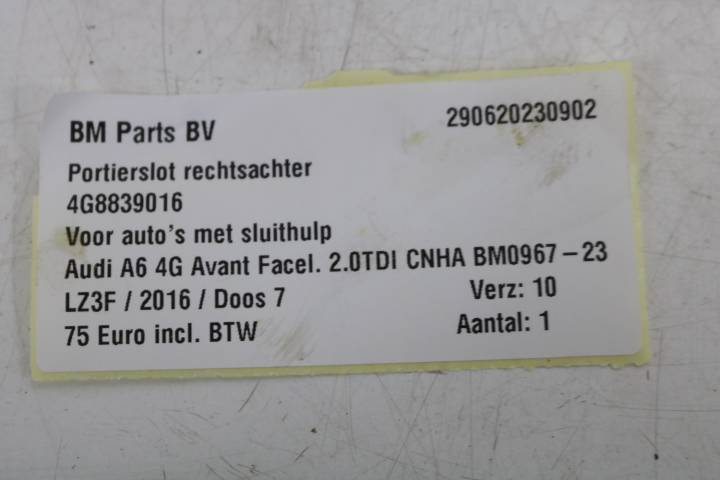 BM Parts BV 290620230902
Portierslot rechtsachter
4G8839016
Voor auto's met sluithulp
Audi A6 4G Avant Facel. 2.0TDI CNHA BM0967-23
LZ3F / 2016 / Doos 7 Verz: 10
75 Euro incl. BTW Aantal: 1